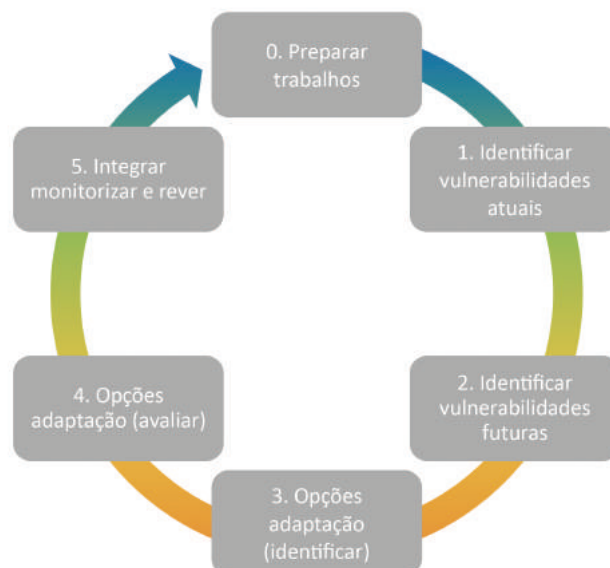 0. Preparar
trabalhos
1. Identificar
vulnerabilidades
atuais
2. Identificar
vulnerabilidades
futuras
3. Opções
adaptação
(identificar)
4. Opções
adaptação (avaliar)
5. Integrar
monitorizar e rever